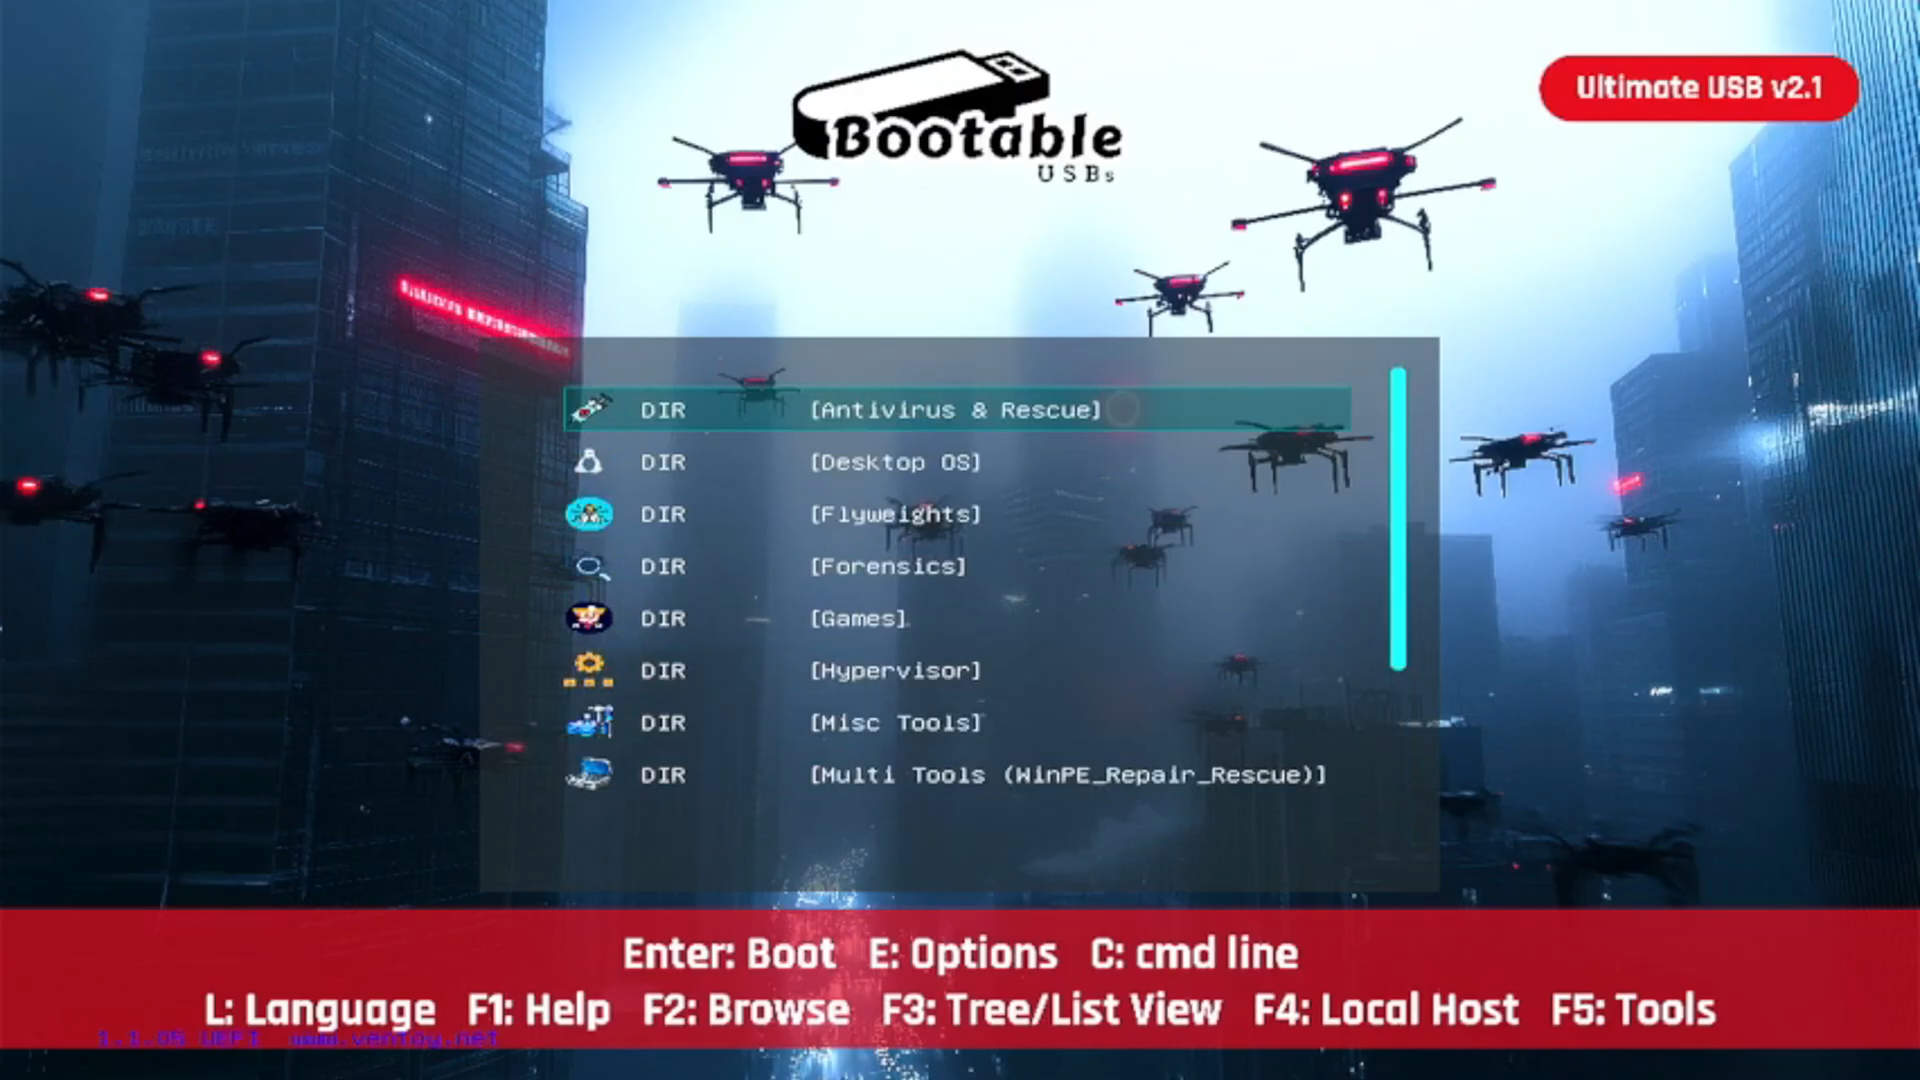 Bootable
USBs
Ultimate USB v2.1
DIR [Antivirus & Rescue]
DIR [Desktop OS]
DIR [Flyweights]
DIR [Forensics]
DIR [Games]
DIR [Hypervisor]
DIR [Misc Tools]
DIR [Multi Tools (WinPE_Repair_Rescue)]
Enter: Boot E: Options C: cmd line
L: Language F1: Help F2: Browse F3: Tree/List View F4: Local Host F5: Tools
1.1.05 UEFI www.ventoy.net